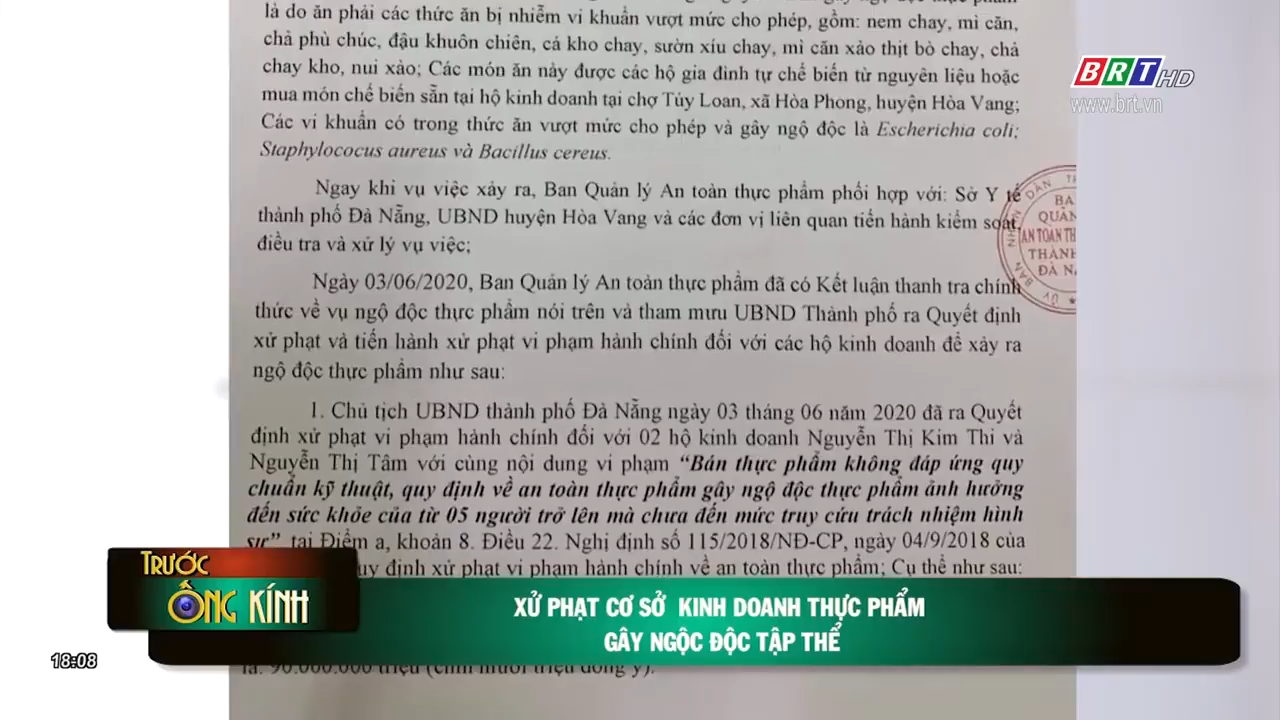 là do ăn phải các thức ăn bị nhiễm vi khuẩn vượt mức cho phép, gồm: nem chay, mì căn,
chả phù chúc, đậu khuôn chiên, cá kho chay, sườn xíu chay, mì căn xảo thịt bò chay, chả
chay kho, nui xào; Các món ăn này được các hộ gia đình tự chế biến từ nguyên liệu hoặc
mua món chế biến sẵn tại hộ kinh doanh tại chợ Túy Loan, xã Hòa Phong, huyện Hòa Vang;
Các vi khuẩn có trong thức ăn vượt mức cho phép và gây ngộ độc là Escherichia coli;
Staphylococus aureus và Bacillus cereus.
Ngay khi vụ việc xảy ra, Ban Quản lý An toàn thực phẩm phối hợp với: Sở Y tế
thành phố Đà Nẵng, UBND huyện Hòa Vang và các đơn vị liên quan tiến hành kiểm soát,
điều tra và xử lý vụ việc;
Ngày 03/06/2020, Ban Quản lý An toàn thực phẩm đã có Kết luận thanh tra chính
thức về vụ ngộ độc thực phẩm nói trên và tham mưu UBND Thành phố ra Quyết định
xử phạt và tiến hành xử phạt vi phạm hành chính đối với các hộ kinh doanh để xảy ra
ngộ độc thực phẩm như sau:
1. Chủ tịch UBND thành phố Đà Nẵng ngày 03 tháng 06 năm 2020 đã ra Quyết
định xử phạt vi phạm hành chính đối với 02 hộ kinh doanh Nguyễn Thị Kim Thi và
Nguyễn Thị Tâm với cùng nội dung vi phạm “Bán thực phẩm không đáp ứng quy
chuẩn kỹ thuật, quy định về an toàn thực phẩm gây ngộ độc thực phẩm ảnh hưởng
đến sức khỏe của từ 05 người trở lên mà chưa đến mức truy cứu trách nhiệm hình
sự” tại Điểm a, khoản 8. Điều 22. Nghị định số 115/2018/NĐ-CP, ngày 04/9/2018 của
quy định xử phạt vi phạm hành chính về an toàn thực phẩm; Cụ thể như sau:
là: 90.000.000 triệu (chín mươi triệu đồng y).
BA
QUẢN
AN TOÀN TH
THÀNH
ĐÀ N
BRT HD
www.brt.vn
TRƯỚC
ỐNG KÍNH
XỬ PHẠT CƠ SỞ KINH DOANH THỰC PHẨM
GÂY NGỘC ĐỘC TẬP THỂ
18:08